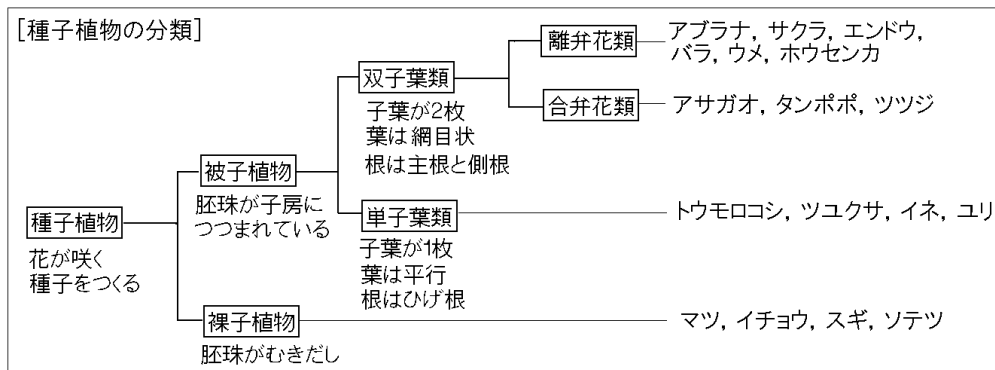 [種子植物の分類]
離弁花類
アブラナ, サクラ, エンドウ,
バラ, ウメ, ホウセンカ
双子葉類
子葉が2枚
葉は網目状
根は主根と側根
合弁花類
アサガオ, タンポポ, ツツジ
被子植物
胚珠が子房に
つつまれている
種子植物
花が咲く
種子をつくる
単子葉類
子葉が1枚
葉は平行
根はひげ根
トウモロコシ, ツユクサ, イネ, ユリ
裸子植物
胚珠がむきだし
マツ, イチョウ, スギ, ソテツ